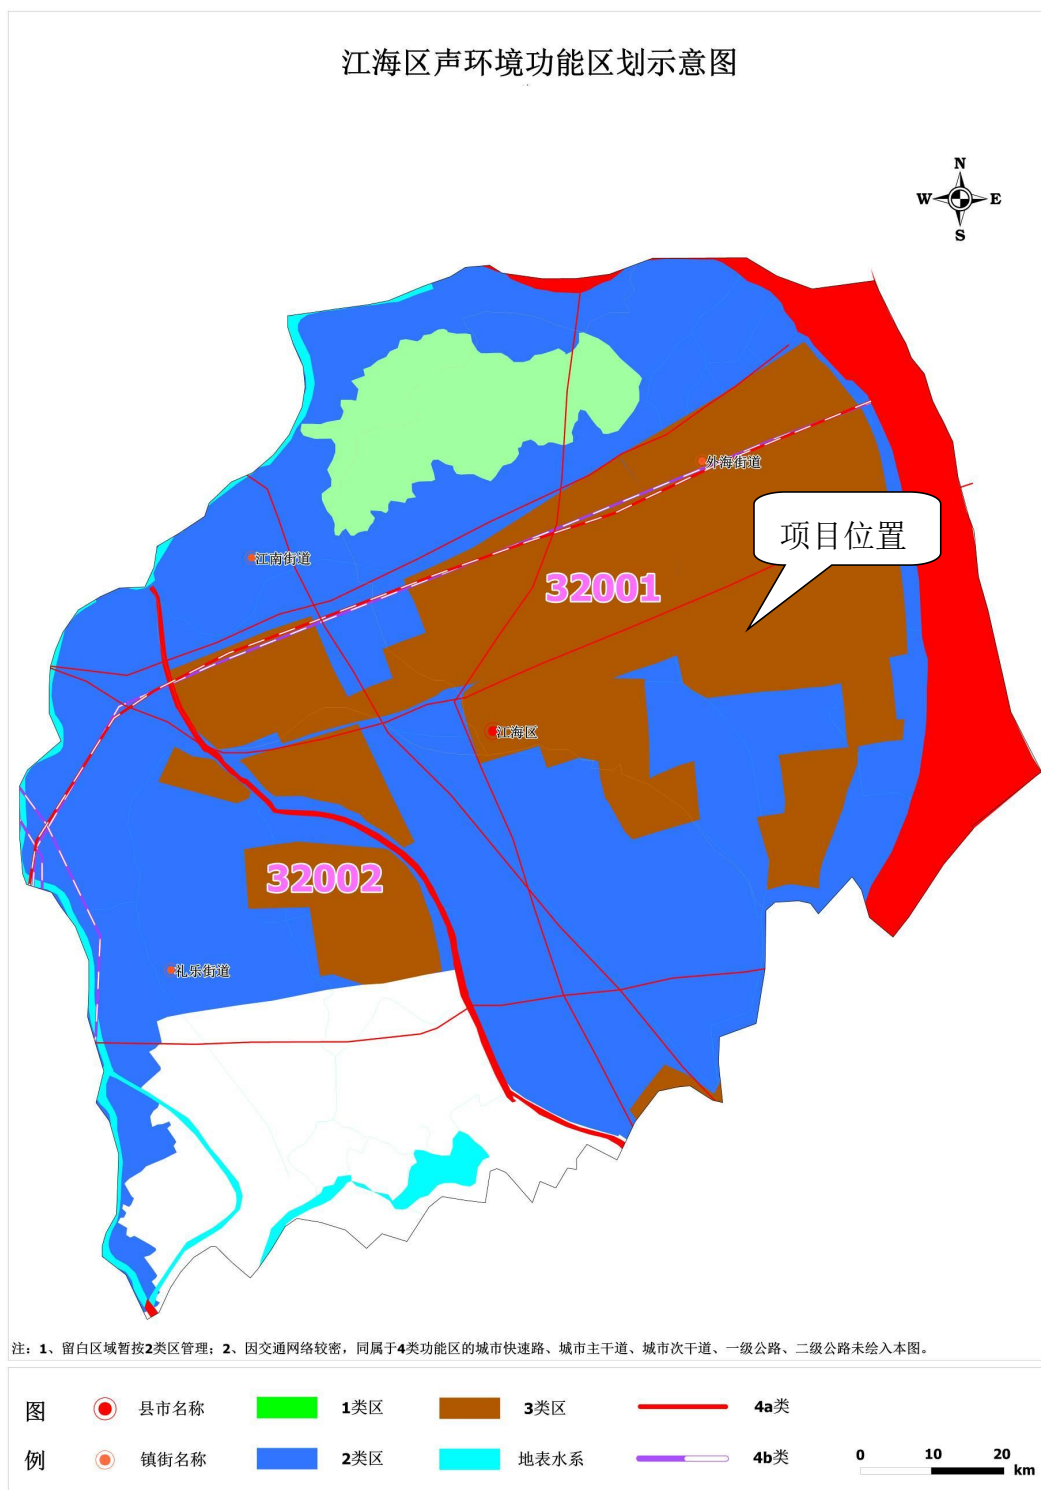 江海区声环境功能区划示意图
N
W E
S
外海街道
项目位置
江南街道
32001
江海区
32002
礼乐街道
注：1、留白区域暂按2类区管理；2、因交通网络较密，同属于4类功能区的城市快速路、城市主干道、城市次干道、一级公路、二级公路未绘入本图。
图 县市名称 1类区 3类区 4a类
例 镇街名称 2类区 地表水系 4b类
0 10 20
km